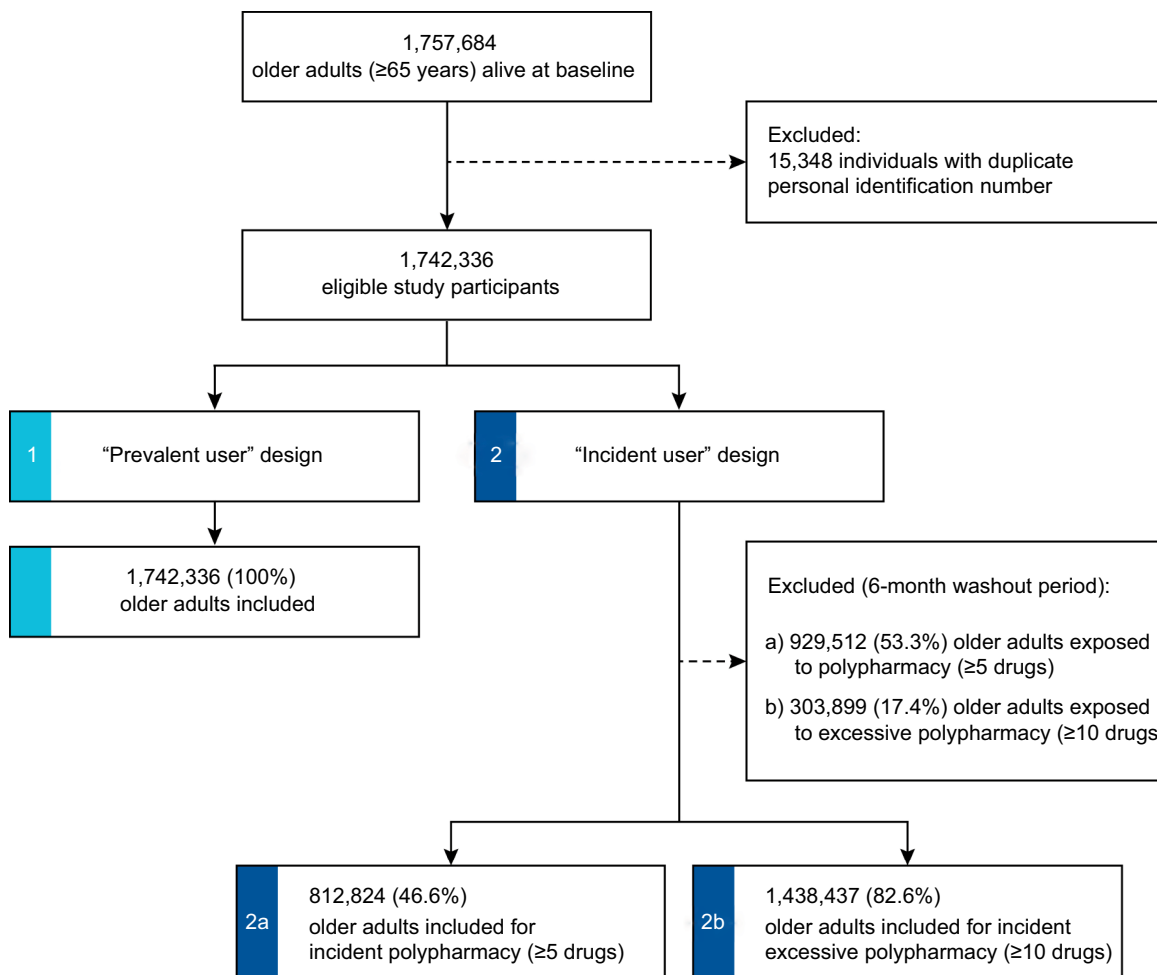 1,757,684
older adults (≥65 years) alive at baseline
Excluded:
15,348 individuals with duplicate
personal identification number
1,742,336
eligible study participants
1
“Prevalent user” design
2
“Incident user” design
1,742,336 (100%)
older adults included
Excluded (6-month washout period):
a) 929,512 (53.3%) older adults exposed
to polypharmacy (≥5 drugs)
b) 303,899 (17.4%) older adults exposed
to excessive polypharmacy (≥10 drugs
2a
812,824 (46.6%)
older adults included for
incident polypharmacy (≥5 drugs)
2b
1,438,437 (82.6%)
older adults included for incident
excessive polypharmacy (≥10 drugs)